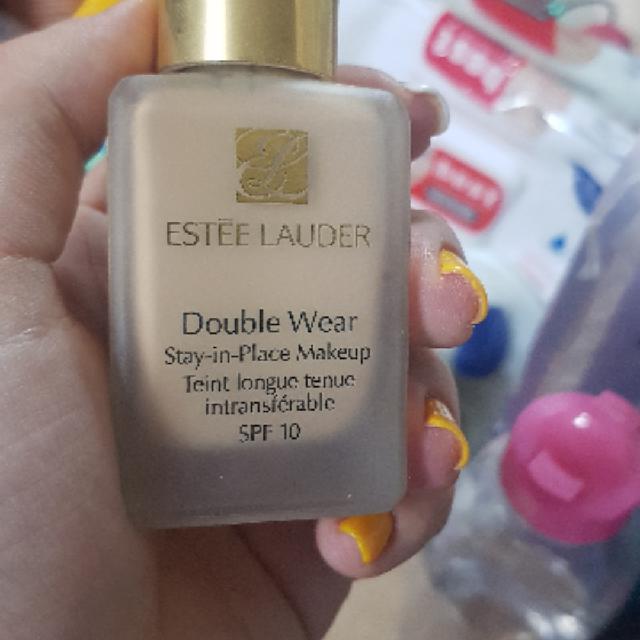 ESTĒE LAUDER
Double Wear
Stay-in-Place Makeup
Teint longue tenue
intransférable
SPF 10